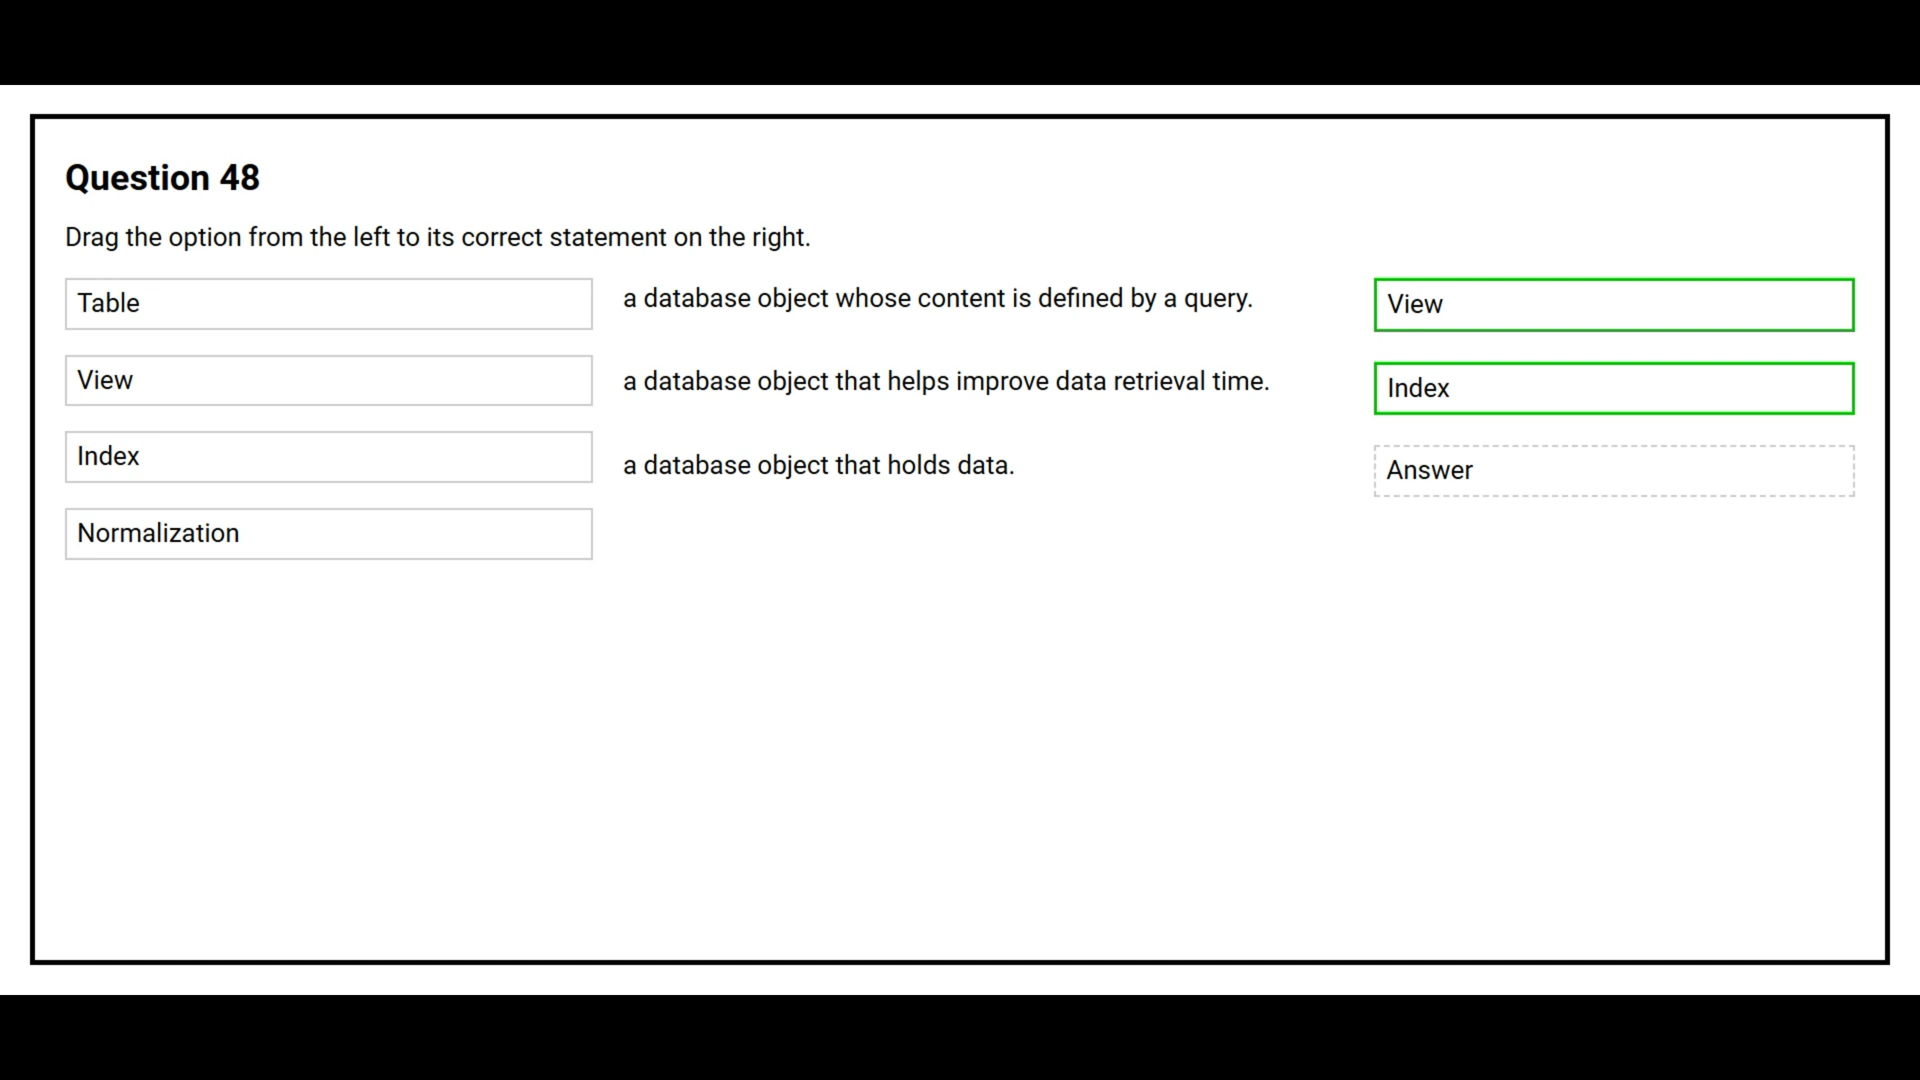 Question 48
Drag the option from the left to its correct statement on the right.
Table
View
Index
Normalization
a database object whose content is defined by a query.
a database object that helps improve data retrieval time.
a database object that holds data.
View
Index
Answer